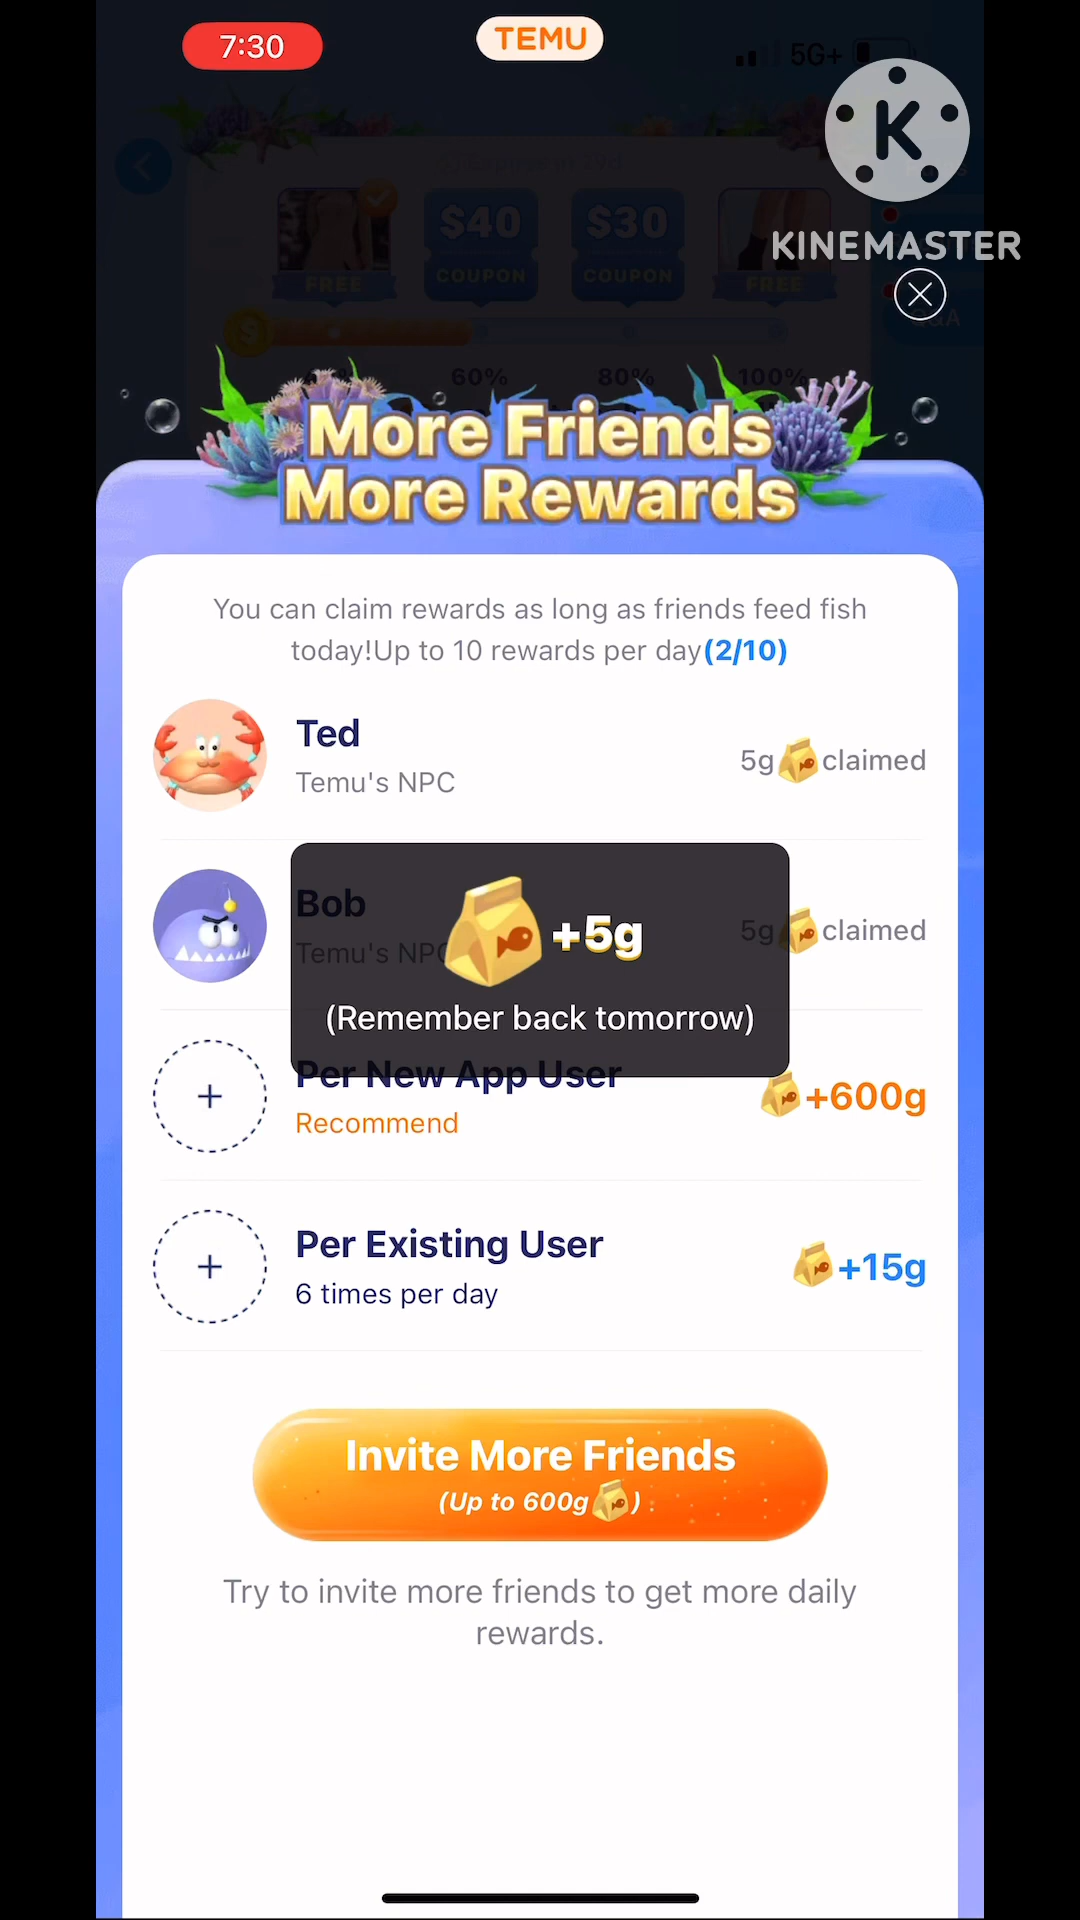 7:30
TEMU
5G+
KINEMASTER
$40
$30
FREE
COUPON
COUPON
FREE
Q&A
60%
80%
100%
More Friends
More Rewards
You can claim rewards as long as friends feed fish
today!Up to 10 rewards per day(2/10)
Ted
Temu's NPC
5g claimed
Bob
Temu's NPC
5g claimed
+5g
(Remember back tomorrow)
Per New App User
Recommend
+600g
Per Existing User
6 times per day
+15g
Invite More Friends
(Up to 600g )
Try to invite more friends to get more daily
rewards.